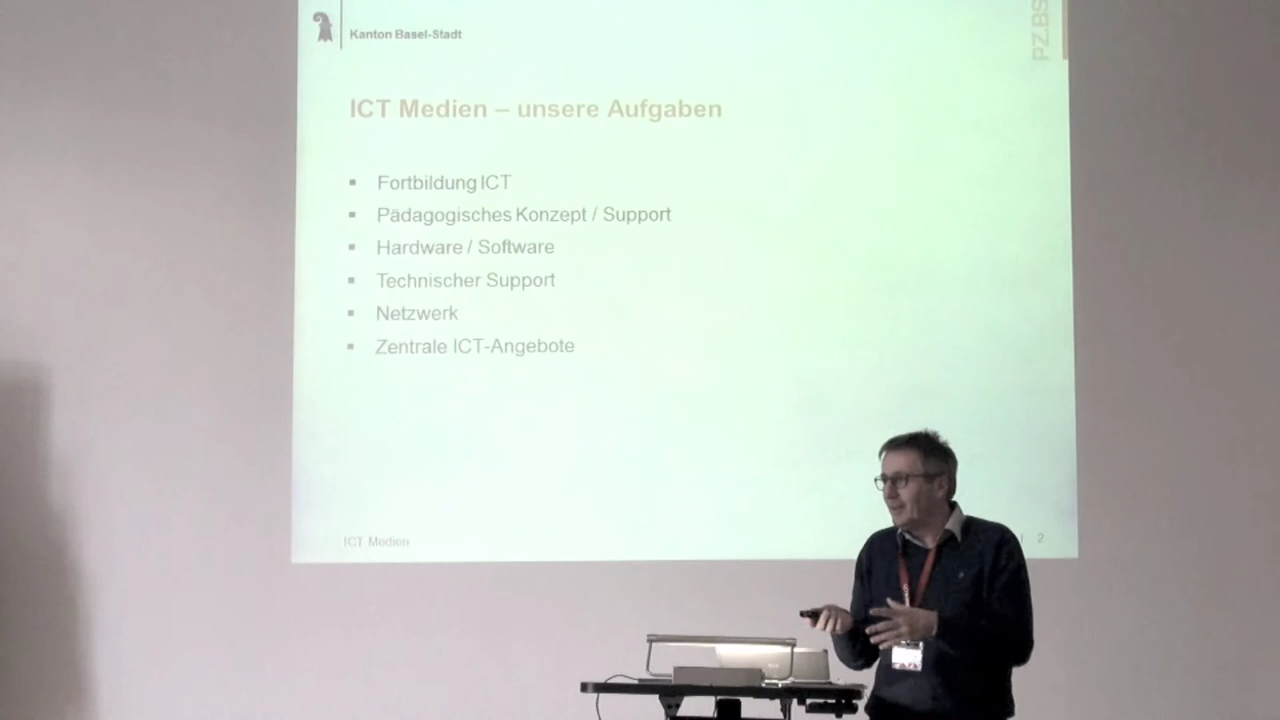 Kanton Basel-Stadt
PZ.BS
ICT Medien – unsere Aufgaben
▪ Fortbildung ICT
▪ Pädagogisches Konzept / Support
▪ Hardware / Software
▪ Technischer Support
▪ Netzwerk
▪ Zentrale ICT-Angebote
ICT Medien
| 2